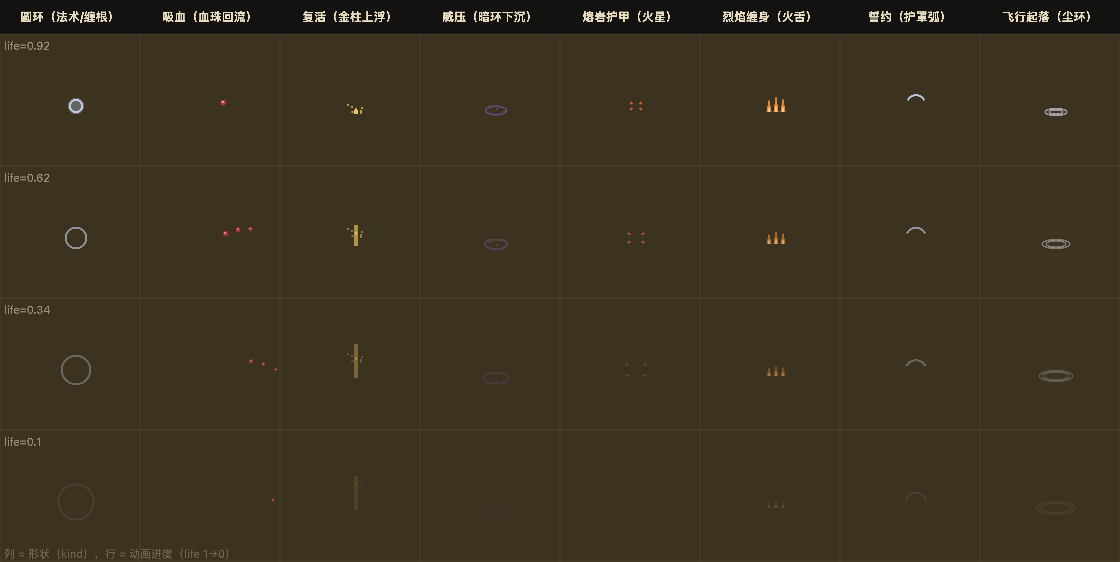 圆环（法术/缠根） 吸血（血珠回流） 复活（金柱上浮） 威压（暗环下沉） 熔岩护甲（火星） 烈焰缠身（火舌） 誓约（护罩弧） 飞行起落（尘环）
life=0.92
life=0.62
life=0.34
life=0.1
列 = 形状（kind），行 = 动画进度（life 1→0）